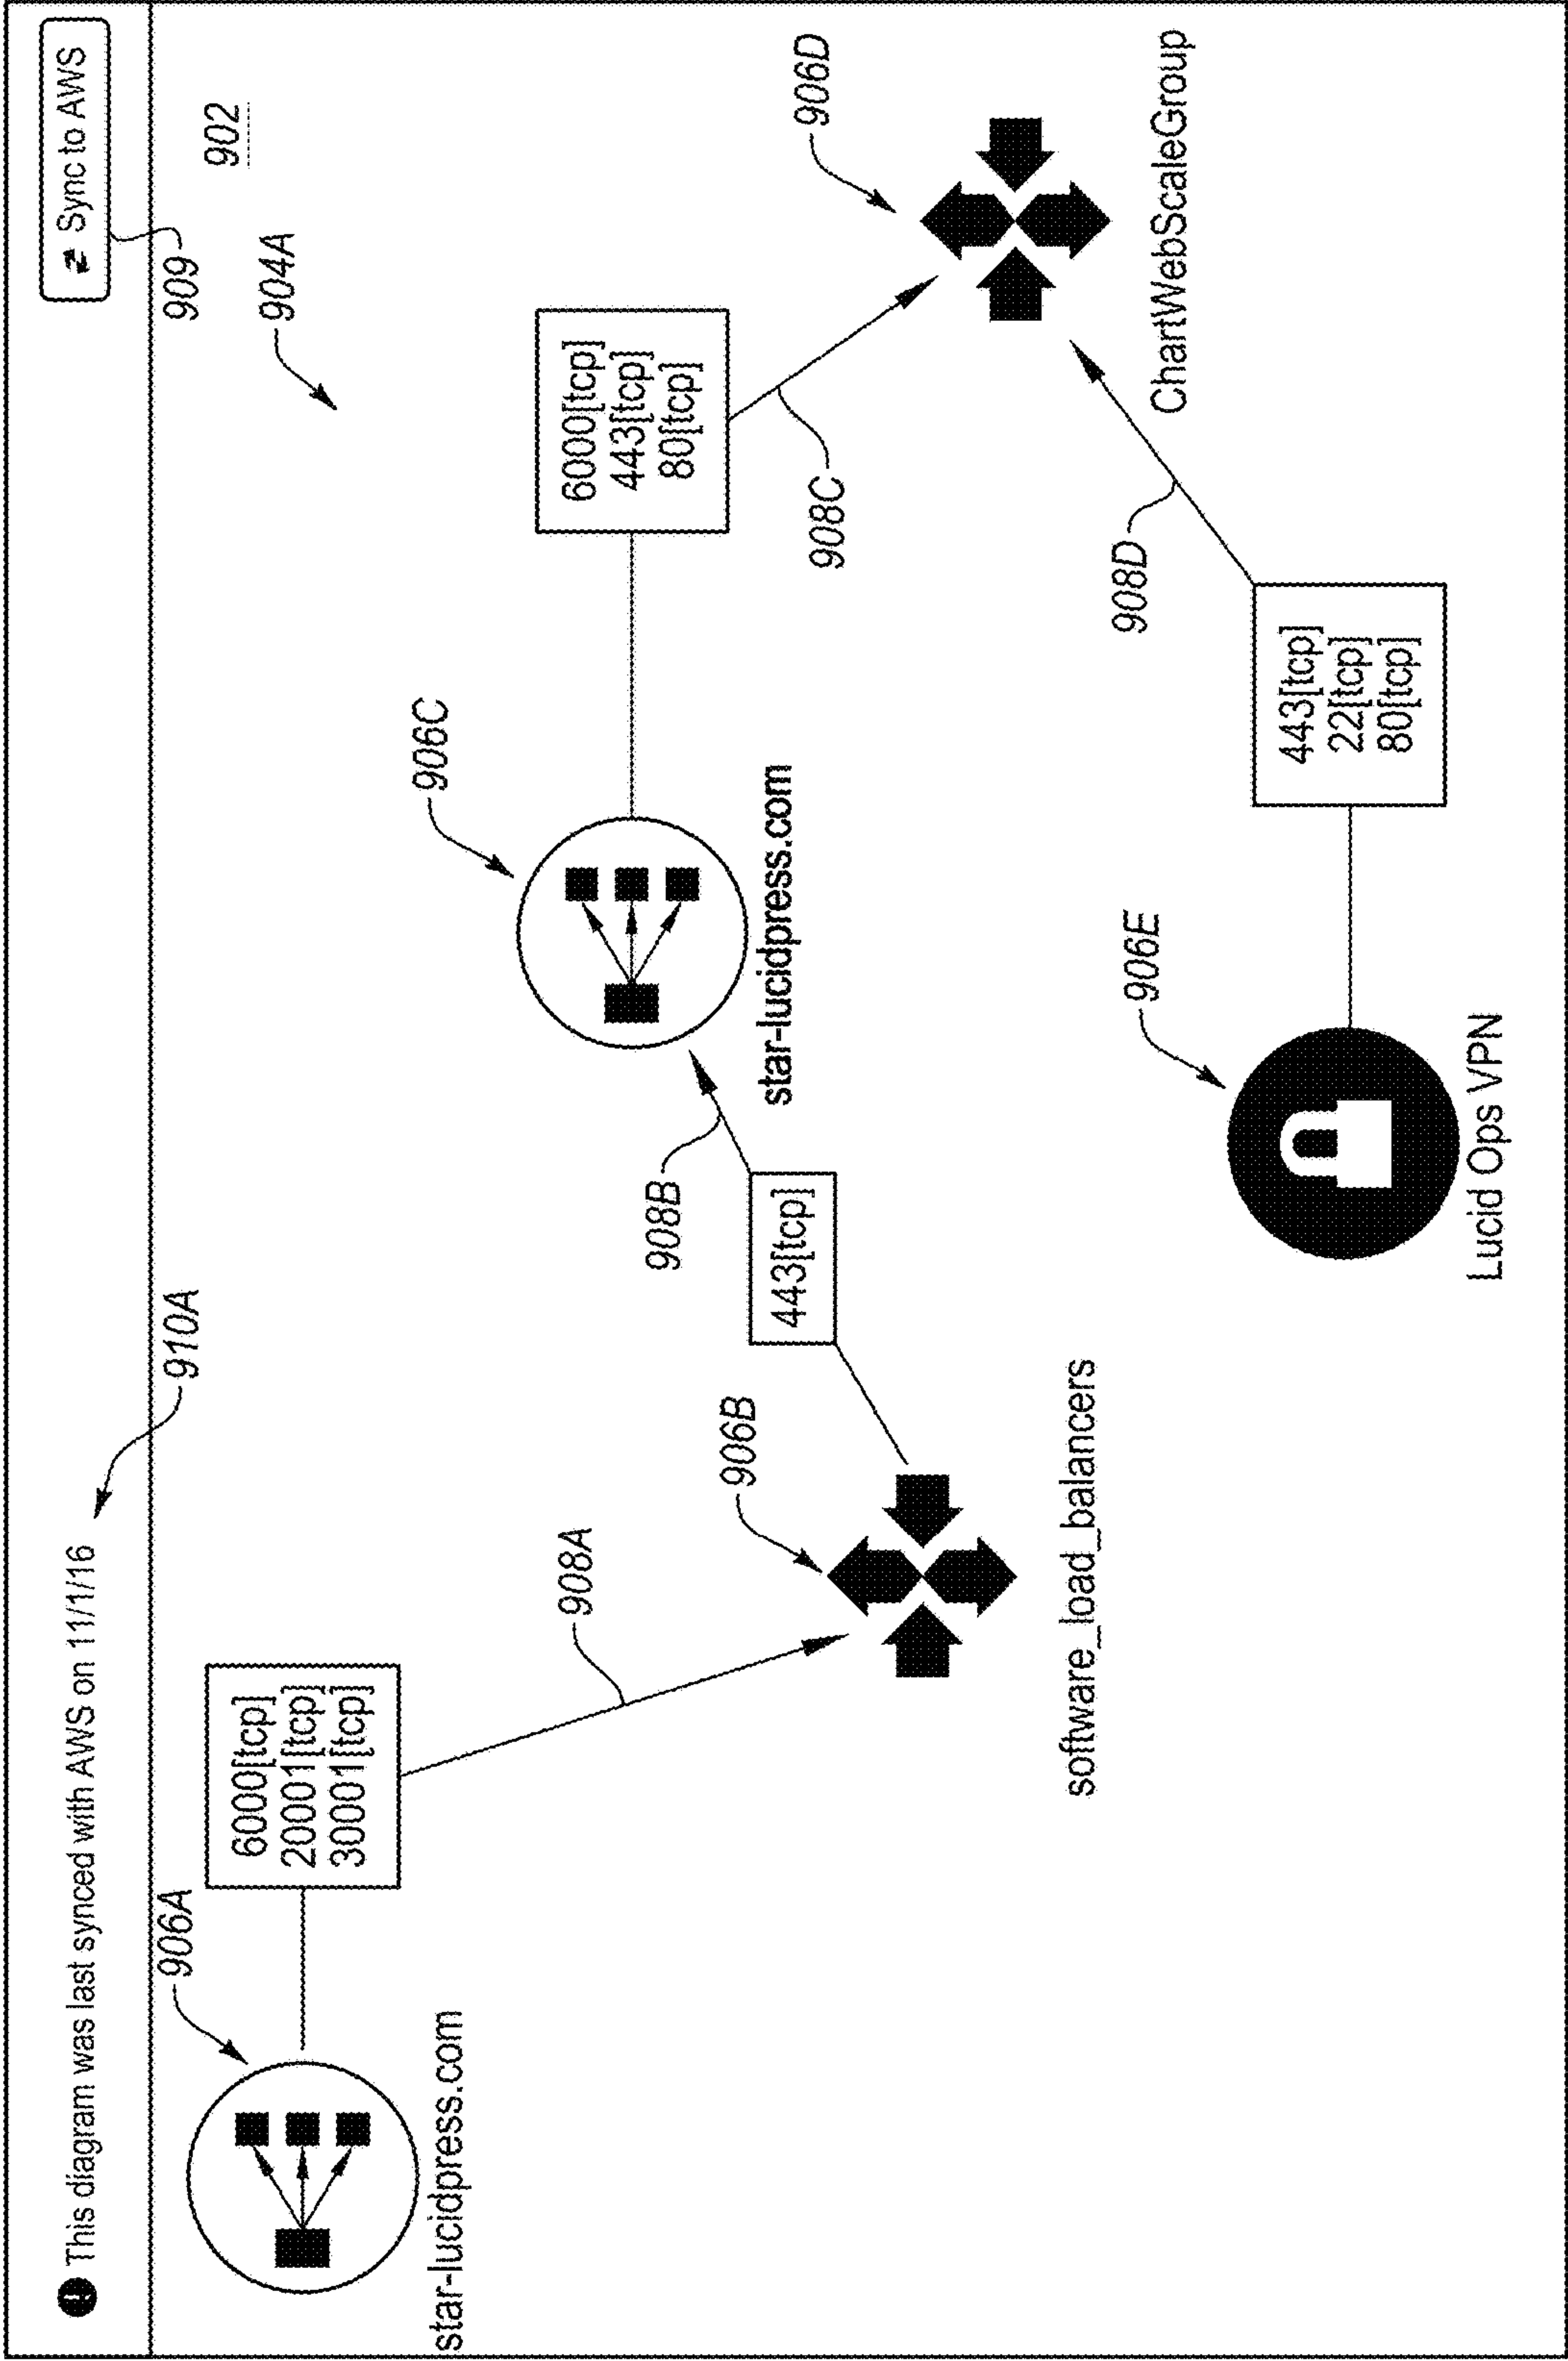 This diagram was last synced with AWS on 11/1/16
⇄ Sync to AWS
910A
909
902
904A
906A
6000[tcp]
20001[tcp]
30001[tcp]
star-lucidpress.com
908A
906B
software_load_balancers
443[tcp]
908B
906C
star-lucidpress.com
6000[tcp]
443[tcp]
80[tcp]
908C
906D
ChartWebScaleGroup
908D
906E
443[tcp]
22[tcp]
80[tcp]
Lucid Ops VPN